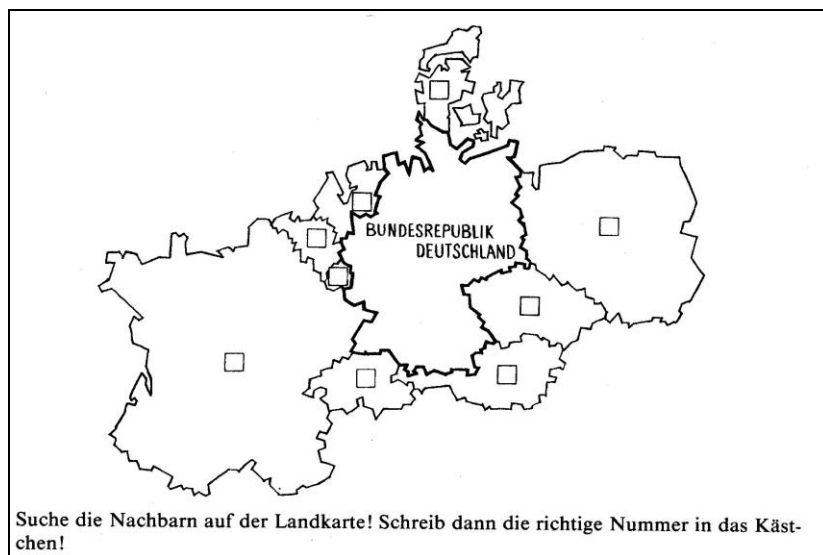 BUNDESREPUBLIK
DEUTSCHLAND
Suche die Nachbarn auf der Landkarte! Schreib dann die richtige Nummer in das Käst-
chen!